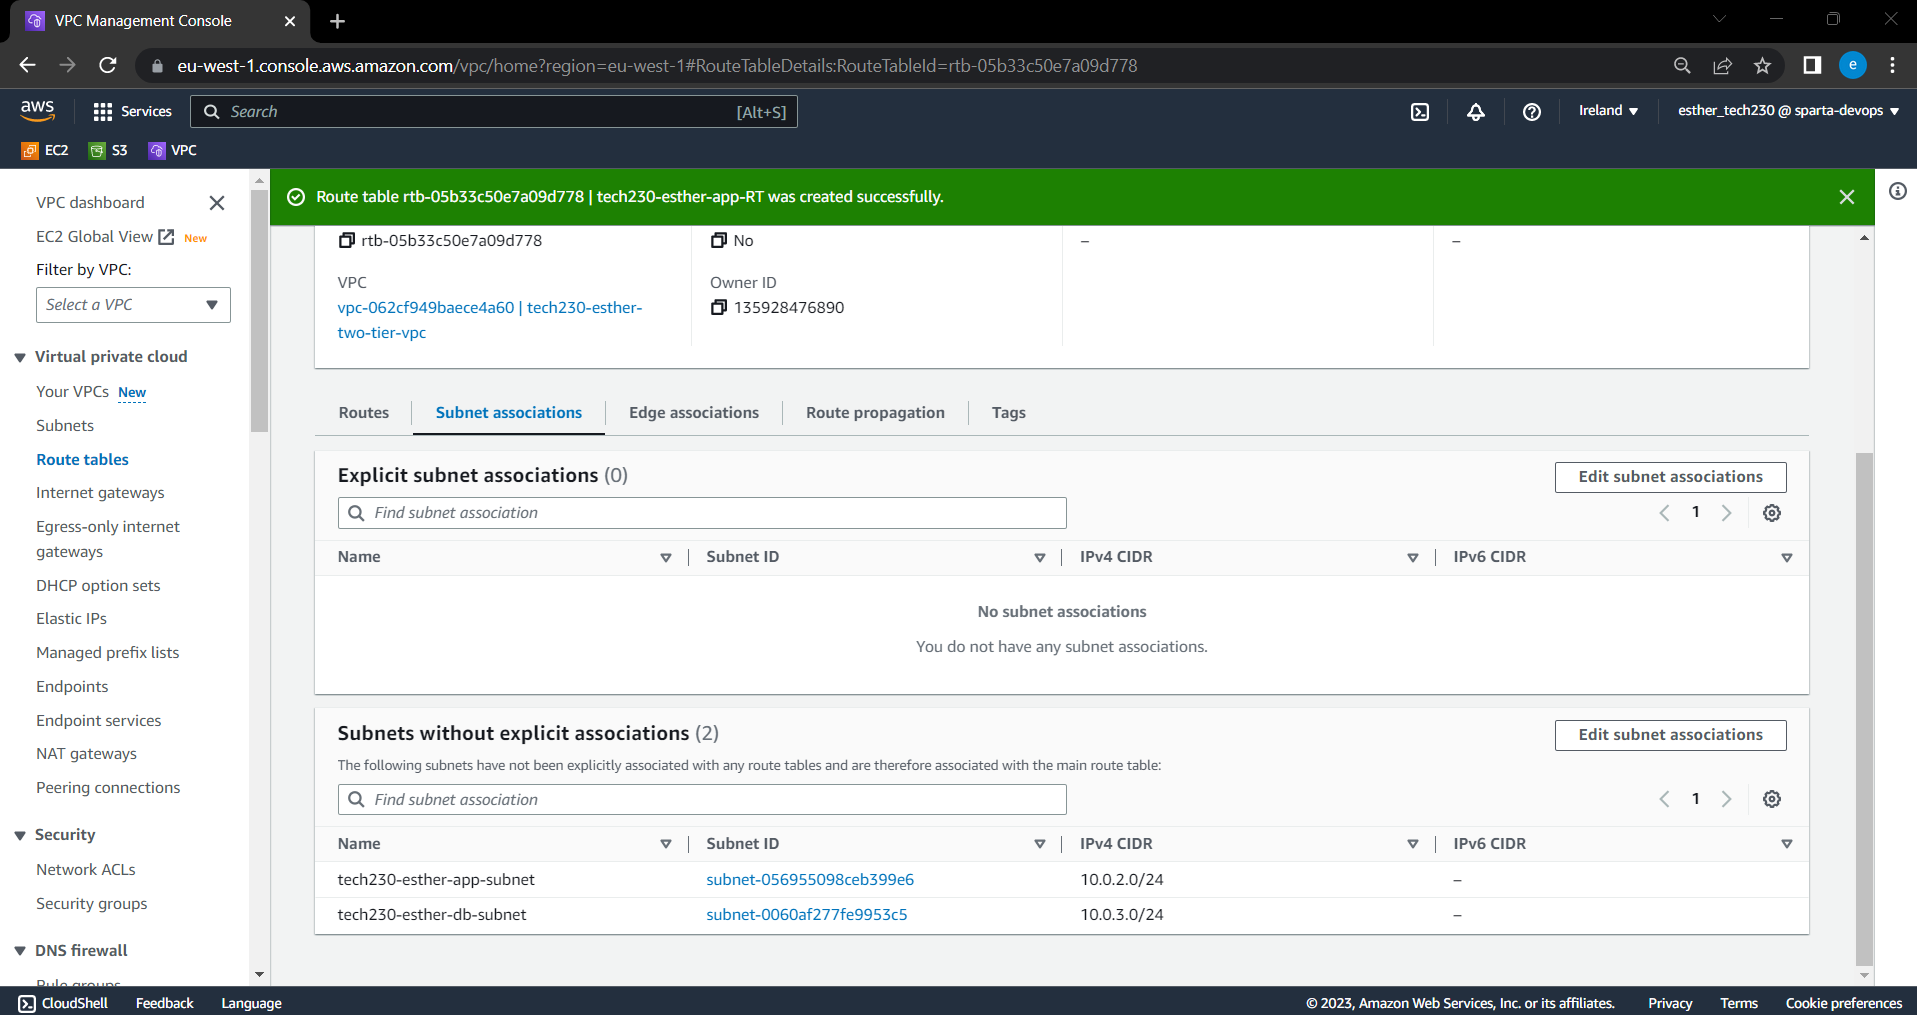 VPC Management Console
eu-west-1.console.aws.amazon.com/vpc/home?region=eu-west-1#RouteTableDetails:RouteTableId=rtb-05b33c50e7a09d778
e
aws
Services
Search
[Alt+S]
Ireland
esther_tech230 @ sparta-devops
EC2
S3
VPC
VPC dashboard
EC2 Global View
New
Filter by VPC:
Select a VPC
Virtual private cloud
Your VPCs New
Subnets
Route tables
Internet gateways
Egress-only internet
gateways
DHCP option sets
Elastic IPs
Managed prefix lists
Endpoints
Endpoint services
NAT gateways
Peering connections
Security
Network ACLs
Security groups
DNS firewall
Rule groups
Route table rtb-05b33c50e7a09d778 | tech230-esther-app-RT was created successfully.
rtb-05b33c50e7a09d778
No
–
–
VPC
vpc-062cf949baece4a60 | tech230-esther-
two-tier-vpc
Owner ID
135928476890
Routes
Subnet associations
Edge associations
Route propagation
Tags
Explicit subnet associations (0)
Edit subnet associations
Find subnet association
1
Name Subnet ID IPv4 CIDR IPv6 CIDR
No subnet associations
You do not have any subnet associations.
Subnets without explicit associations (2)
Edit subnet associations
The following subnets have not been explicitly associated with any route tables and are therefore associated with the main route table:
Find subnet association
1
Name Subnet ID IPv4 CIDR IPv6 CIDR
tech230-esther-app-subnet subnet-056955098ceb399e6 10.0.2.0/24 –
tech230-esther-db-subnet subnet-0060af277fe9953c5 10.0.3.0/24 –
CloudShell
Feedback
Language
© 2023, Amazon Web Services, Inc. or its affiliates.
Privacy
Terms
Cookie preferences